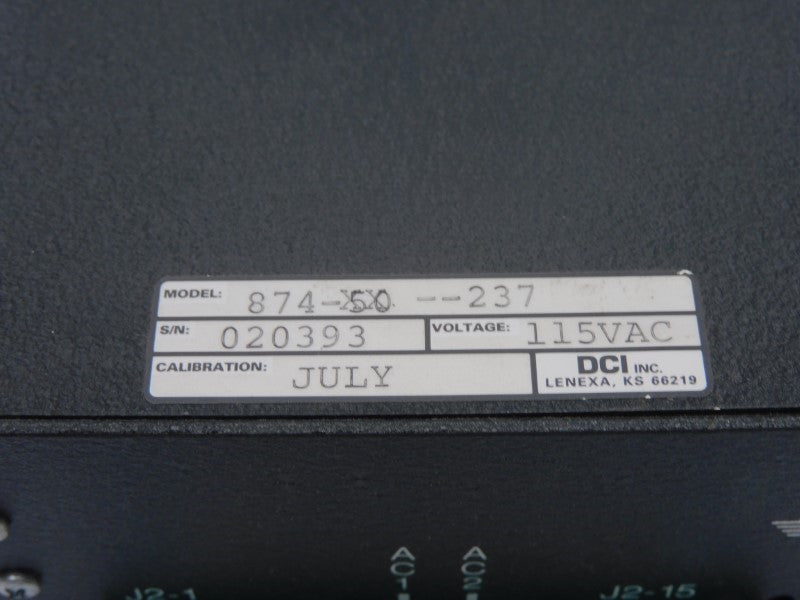 MODEL: 874-50 --237
S/N: 020393 VOLTAGE: 115VAC
CALIBRATION: JULY
DCI INC.
LENEXA, KS 66219
AC1 AC2
J2-1 J2-15